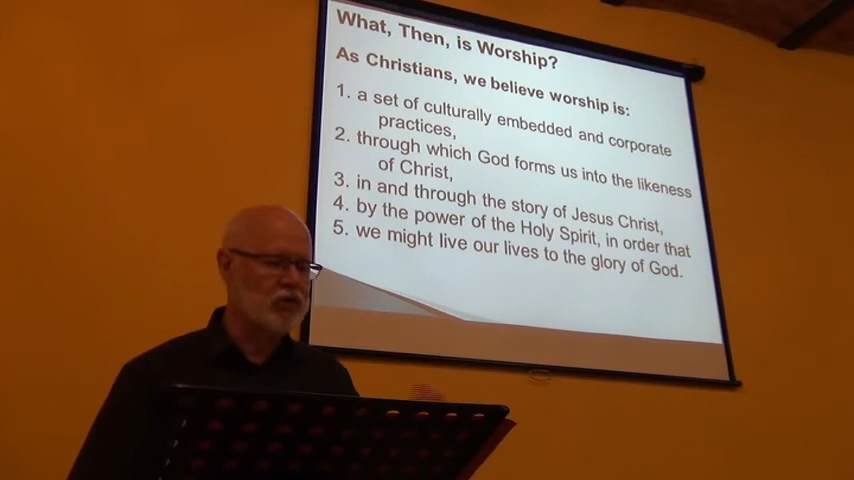 What, Then, is Worship?
As Christians, we believe worship is:
1. a set of culturally embedded and corporate
practices,
2. through which God forms us into the likeness
of Christ,
3. in and through the story of Jesus Christ,
4. by the power of the Holy Spirit, in order that
5. we might live our lives to the glory of God.